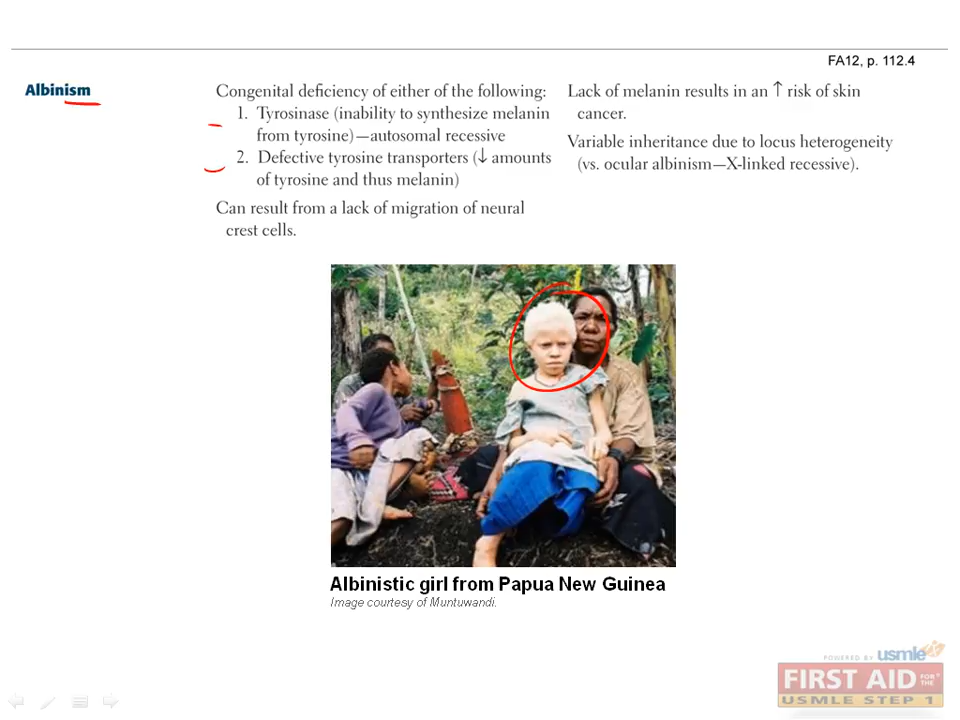 FA12, p. 112.4
Albinism
Congenital deficiency of either of the following:
1. Tyrosinase (inability to synthesize melanin
from tyrosine)—autosomal recessive
2. Defective tyrosine transporters (↓ amounts
of tyrosine and thus melanin)
Can result from a lack of migration of neural
crest cells.
Lack of melanin results in an ↑ risk of skin
cancer.
Variable inheritance due to locus heterogeneity
(vs. ocular albinism—X-linked recessive).
Albinistic girl from Papua New Guinea
Image courtesy of Muntuwandi.
POWERED BY usmle
FIRST AID FOR THE®
USMLE STEP 1